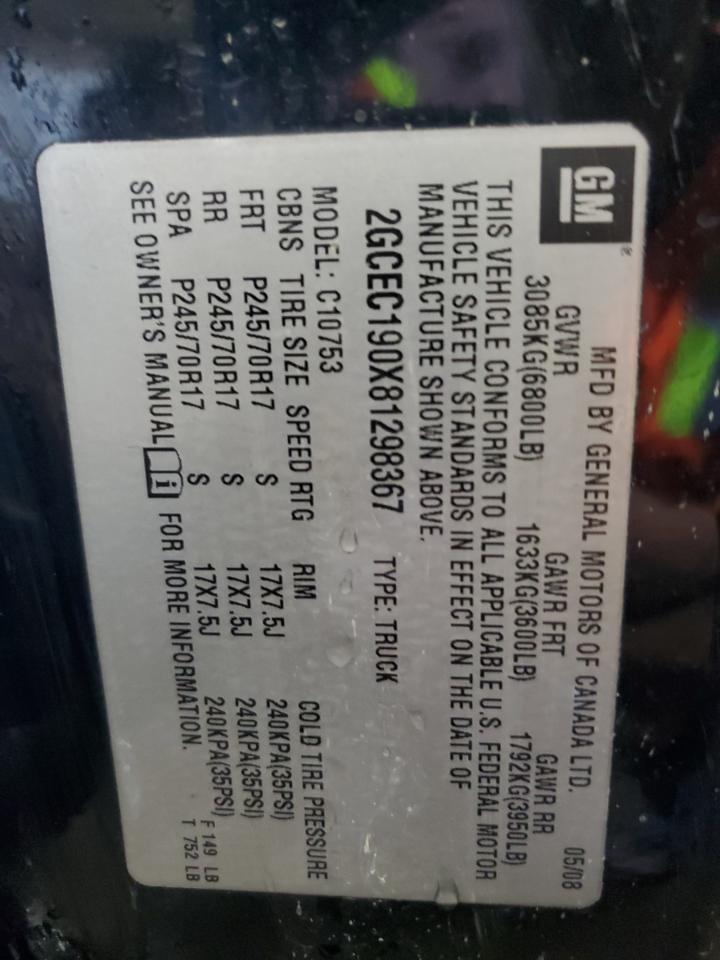 GM®
MFD BY GENERAL MOTORS OF CANADA LTD. 05/08
GVWR GAWR FRT GAWR RR
3085KG(6800LB) 1633KG(3600LB) 1792KG(3950LB)
THIS VEHICLE CONFORMS TO ALL APPLICABLE U.S. FEDERAL MOTOR
VEHICLE SAFETY STANDARDS IN EFFECT ON THE DATE OF
MANUFACTURE SHOWN ABOVE.
2GCEC190X81298367 TYPE: TRUCK
MODEL: C10753
CBNS TIRE SIZE SPEED RTG RIM COLD TIRE PRESSURE
FRT P245/70R17 S 17X7.5J 240KPA(35PSI)
RR P245/70R17 S 17X7.5J 240KPA(35PSI)
SPA P245/70R17 S 17X7.5J 240KPA(35PSI)
SEE OWNER'S MANUAL i FOR MORE INFORMATION.
F 149 LB
T 752 LB